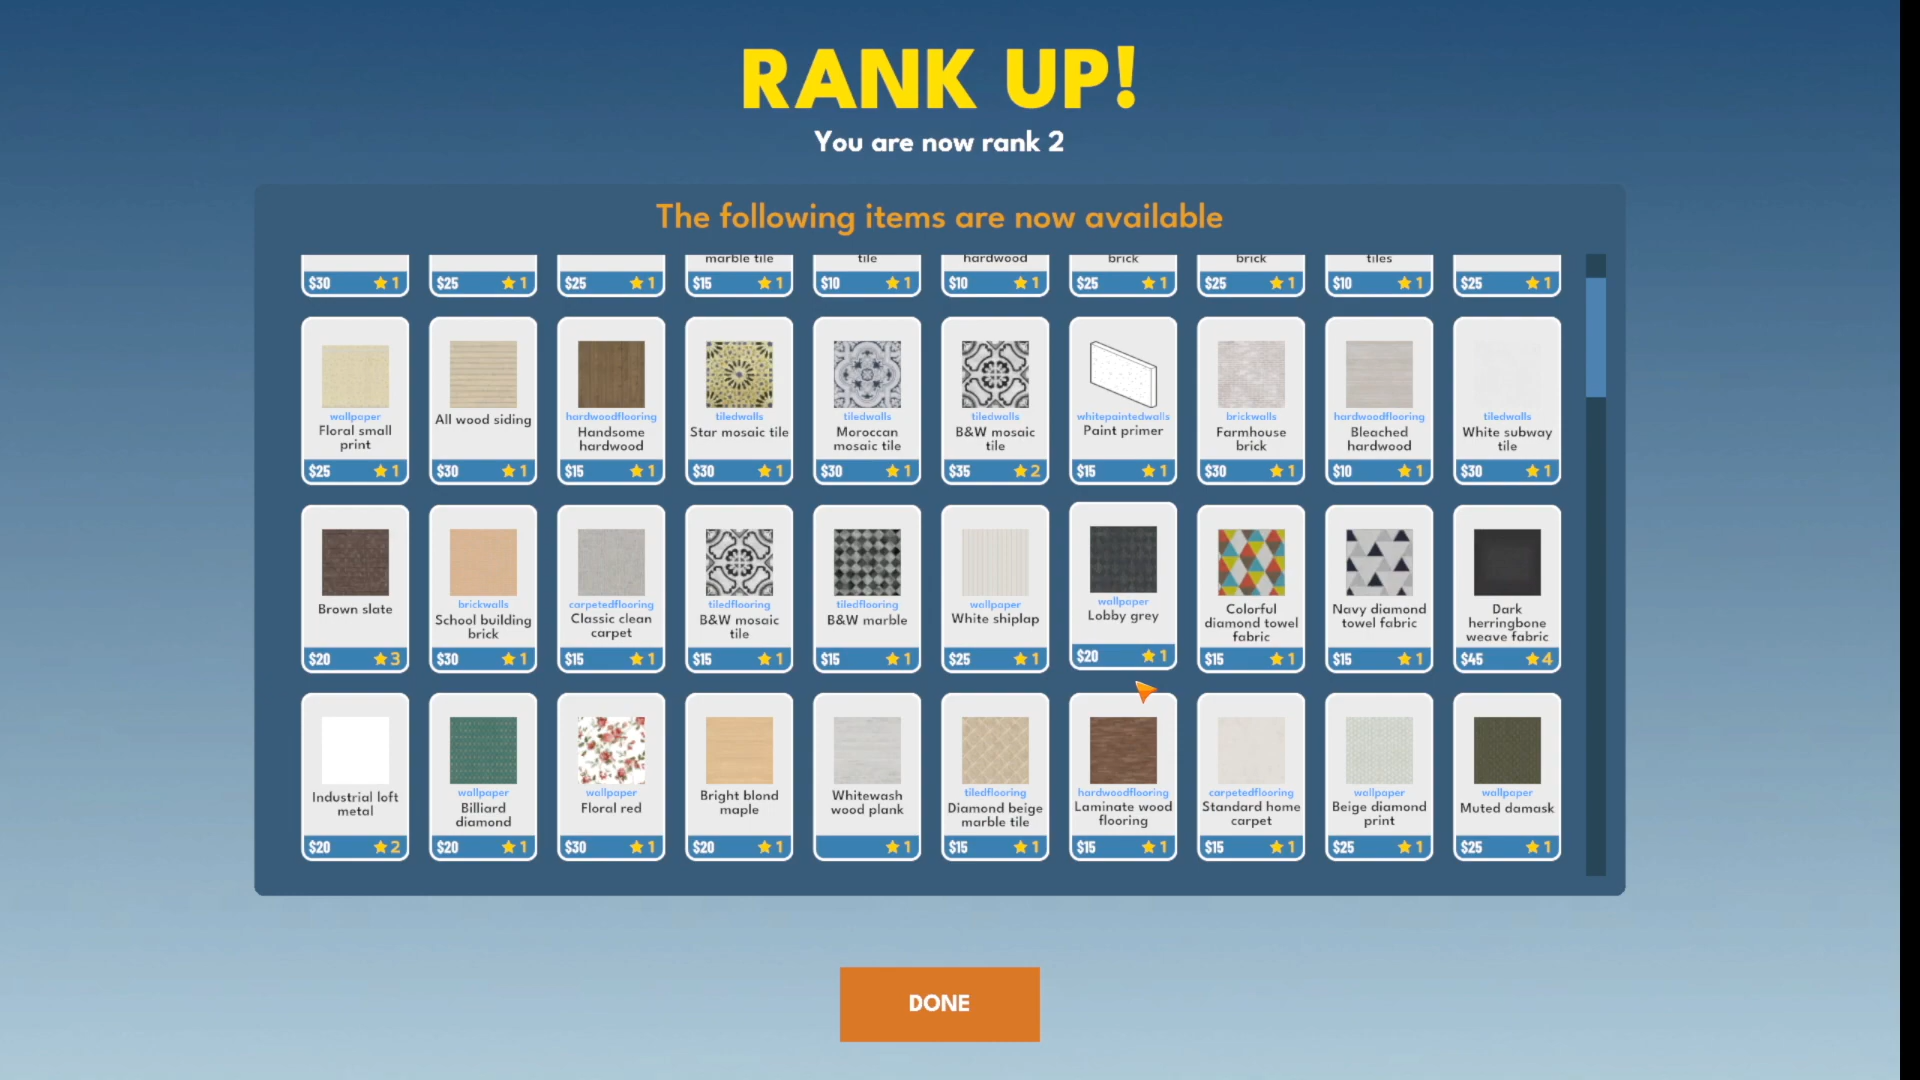 RANK UP!
You are now rank 2
The following items are now available
marble tile
tile
hardwood
brick
brick
tiles
$30 1
$25 1
$25 1
$15 1
$10 1
$10 1
$25 1
$25 1
$10 1
$25 1
wallpaper
Floral small
print
$25 1
All wood siding
$30 1
hardwoodflooring
Handsome
hardwood
$15 1
tiledwalls
Star mosaic tile
$30 1
tiledwalls
Moroccan
mosaic tile
$30 1
tiledwalls
B&W mosaic
tile
$35 2
whitepaintedwalls
Paint primer
$15 1
brickwalls
Farmhouse
brick
$30 1
hardwoodflooring
Bleached
hardwood
$10 1
tiledwalls
White subway
tile
$30 1
Brown slate
$20 3
brickwalls
School building
brick
$30 1
carpetedflooring
Classic clean
carpet
$15 1
tiledflooring
B&W mosaic
tile
$15 1
tiledflooring
B&W marble
$15 1
wallpaper
White shiplap
$25 1
wallpaper
Lobby grey
$20 1
Colorful
diamond towel
fabric
$15 1
Navy diamond
towel fabric
$15 1
Dark
herringbone
weave fabric
$45 4
Industrial loft
metal
$20 2
wallpaper
Billiard
diamond
$20 1
wallpaper
Floral red
$30 1
Bright blond
maple
$20 1
Whitewash
wood plank
1
tiledflooring
Diamond beige
marble tile
$15 1
hardwoodflooring
Laminate wood
flooring
$15 1
carpetedflooring
Standard home
carpet
$15 1
wallpaper
Beige diamond
print
$25 1
wallpaper
Muted damask
$25 1
DONE